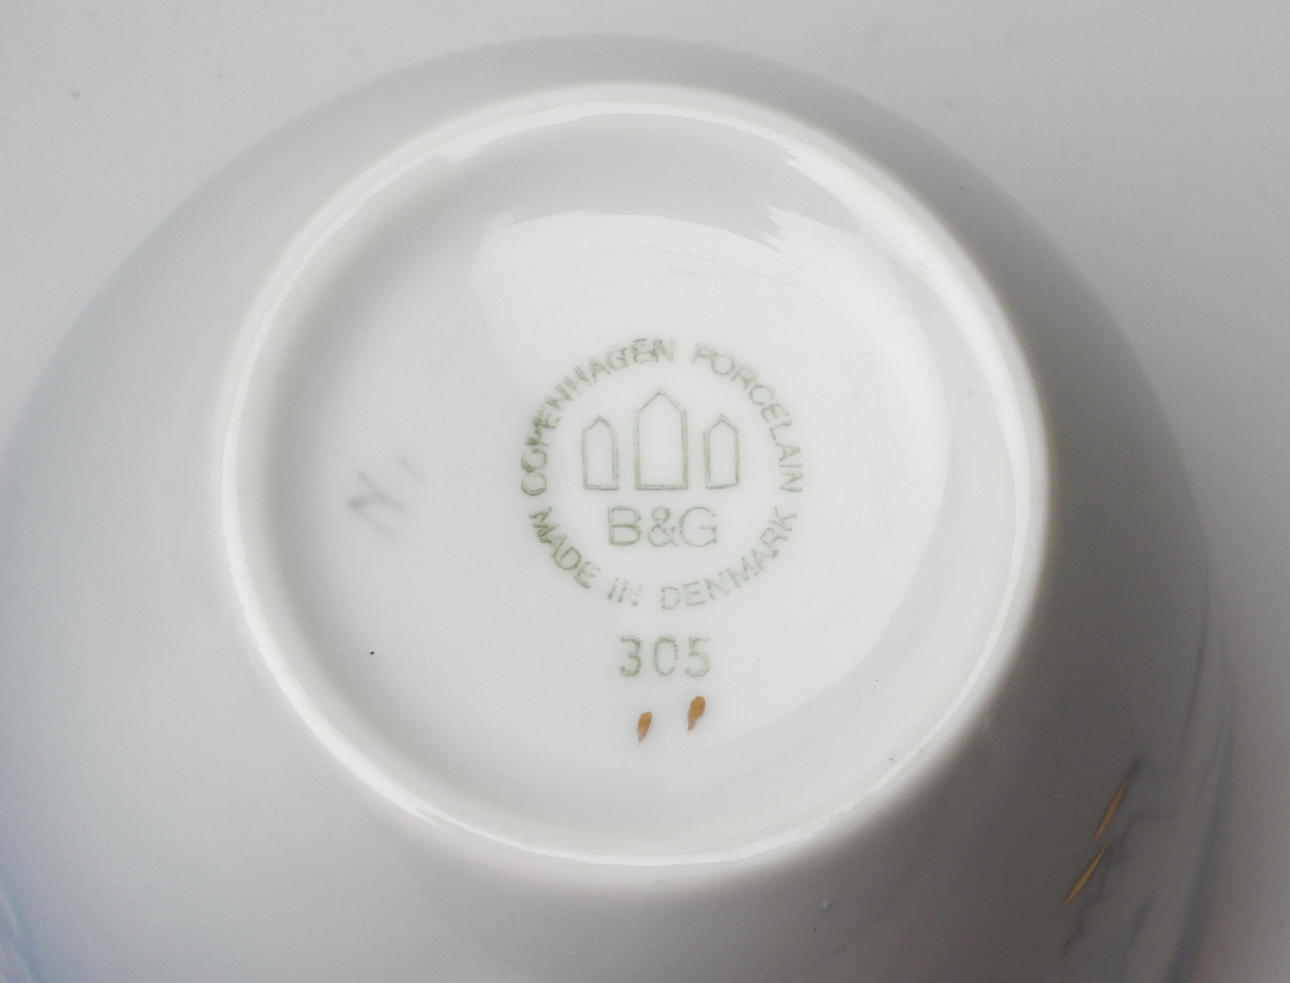 COPENHAGEN PORCELAIN
B&G
MADE IN DENMARK
305